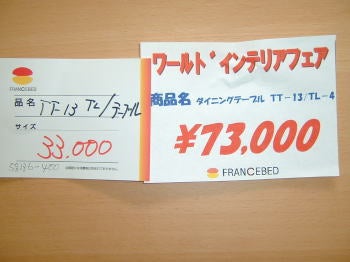 FRANCEBED
品名 TT-13 TL/テーブル
サイズ
33.000
ワールド・インテリアフェア
商品名 ダイニングテーブル TT-13/TL-4
¥73,000
FRANCEBED